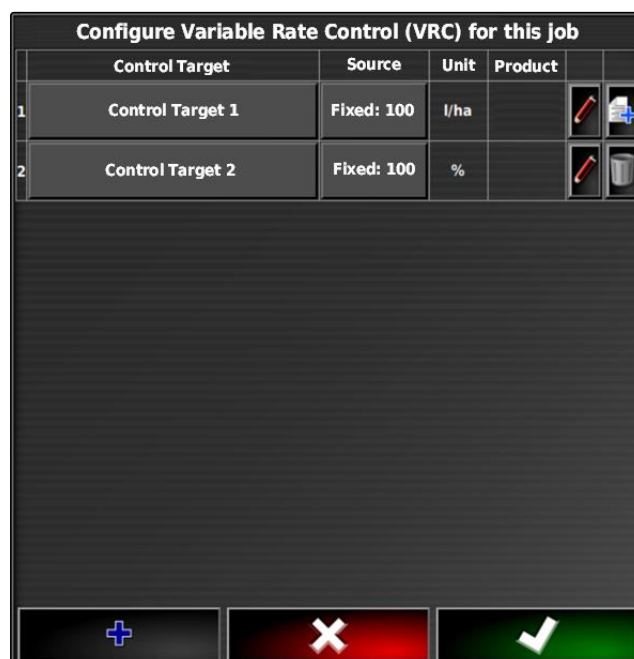 Configure Variable Rate Control (VRC) for this job
Control Target Source Unit Product
1 Control Target 1 Fixed: 100 l/ha
2 Control Target 2 Fixed: 100 %